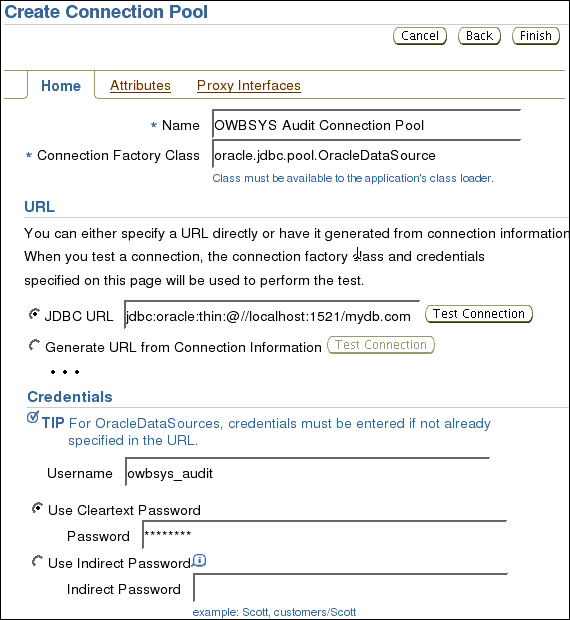 Create Connection Pool
Cancel Back Finish
Home Attributes Proxy Interfaces
* Name OWBSYS Audit Connection Pool
* Connection Factory Class oracle.jdbc.pool.OracleDataSource
Class must be available to the application's class loader.
URL
You can either specify a URL directly or have it generated from connection information
When you test a connection, the connection factory class and credentials
specified on this page will be used to perform the test.
JDBC URL jdbc:oracle:thin:@//localhost:1521/mydb.com Test Connection
Generate URL from Connection Information Test Connection
• • •
Credentials
TIP For OracleDataSources, credentials must be entered if not already
specified in the URL.
Username owbsys_audit
Use Cleartext Password
Password ********
Use Indirect Password
Indirect Password
example: Scott, customers/Scott